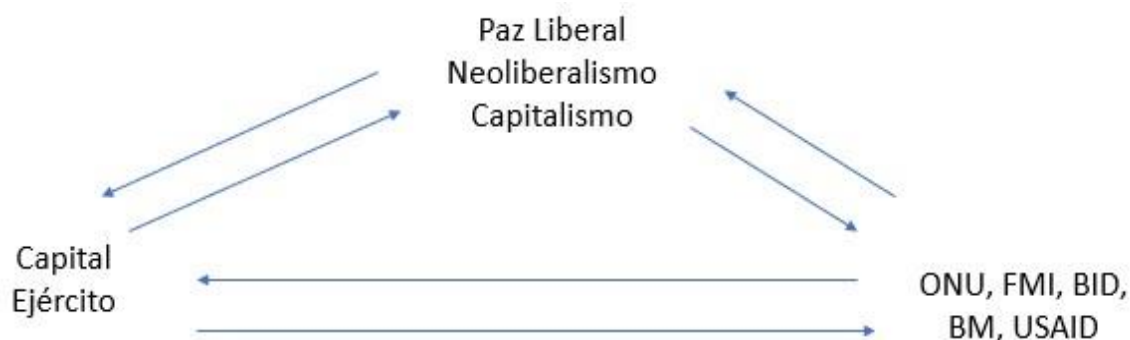 Paz Liberal
Neoliberalismo
Capitalismo
Capital
Ejército
ONU, FMI, BID,
BM, USAID